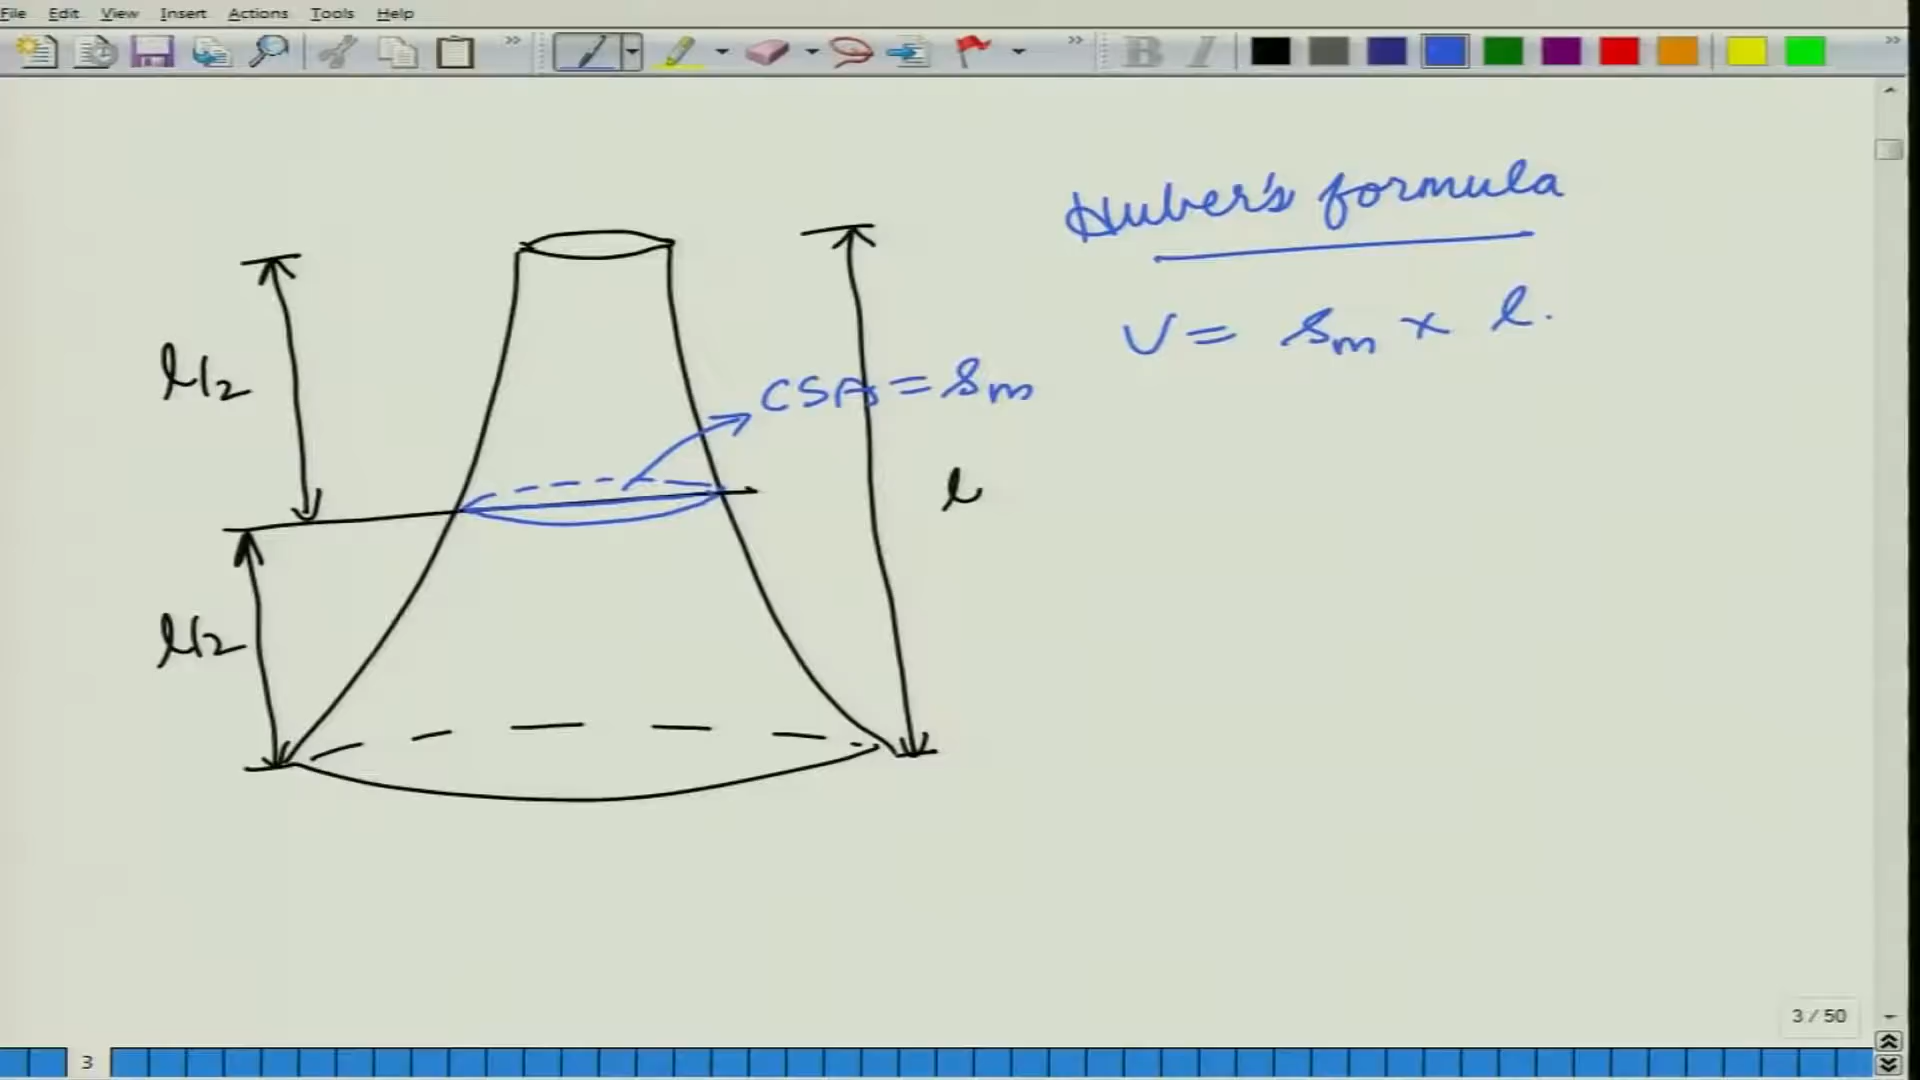 File Edit View Insert Actions Tools Help
B I
Huber's formula
V = Sm × l.
l/2
CSA = Sm
l
l/2
3 / 50
3